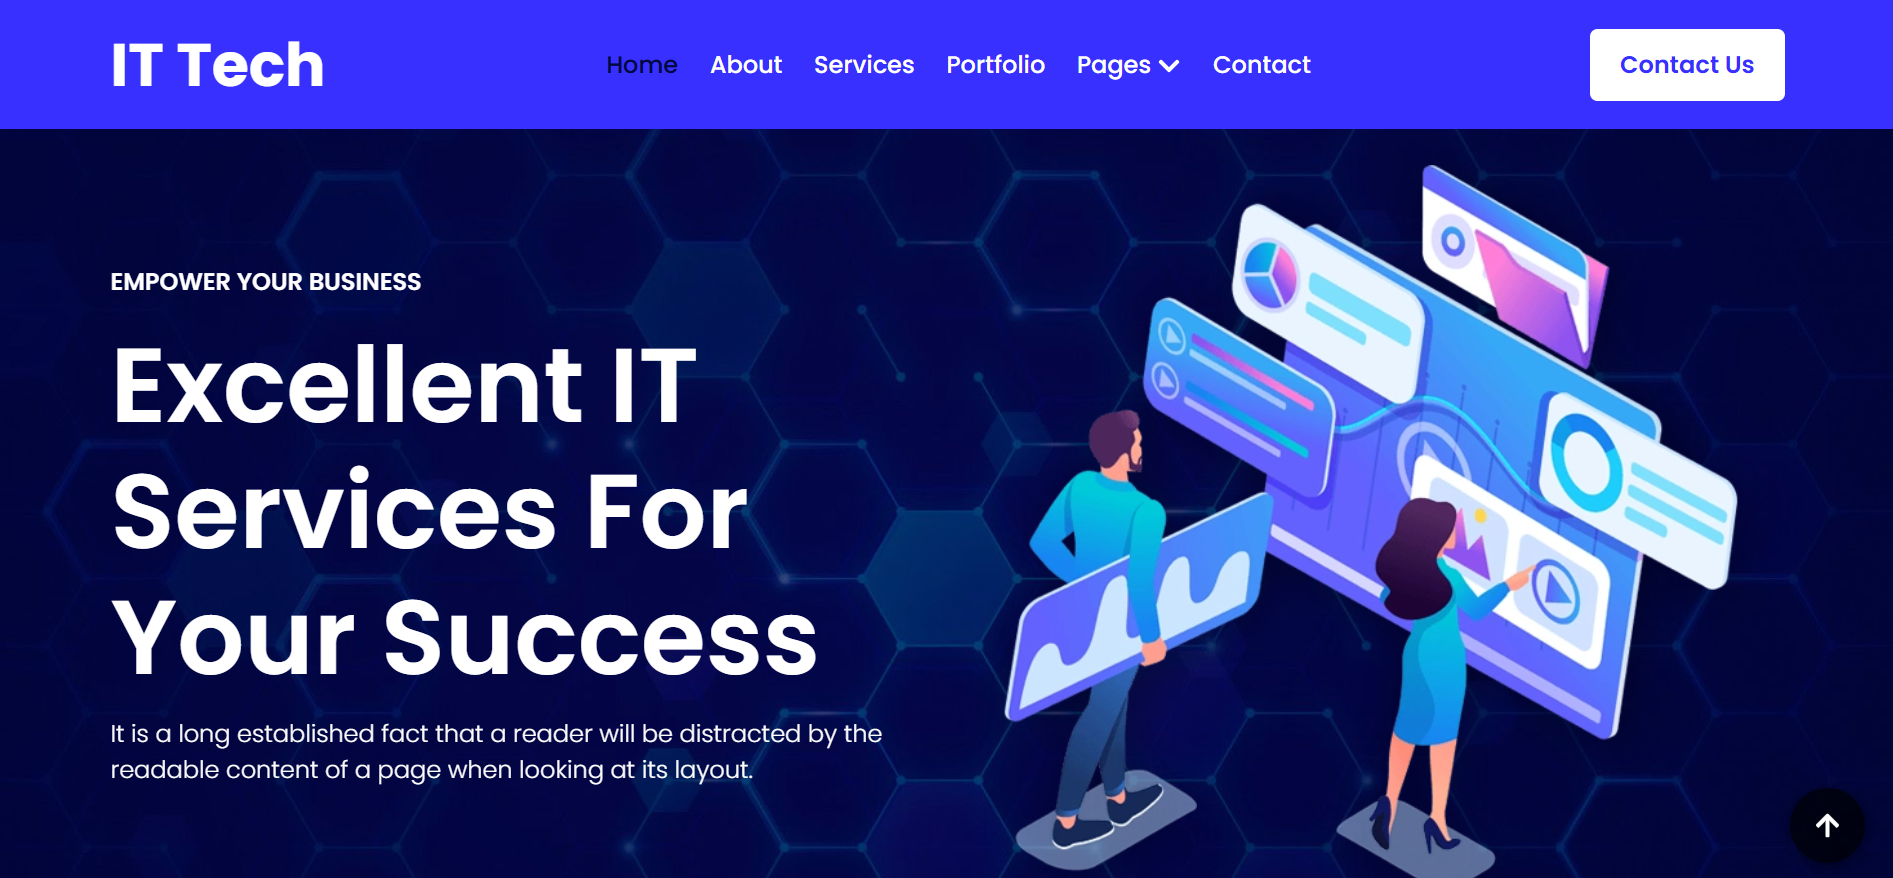 IT Tech
Home About Services Portfolio Pages Contact
Contact Us
EMPOWER YOUR BUSINESS
Excellent IT
Services For
Your Success
It is a long established fact that a reader will be distracted by the
readable content of a page when looking at its layout.